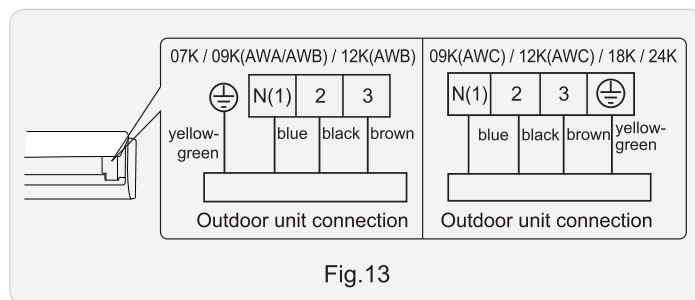 07K / 09K(AWA/AWB) / 12K(AWB)
N(1) 2 3
yellow-
green
blue black brown
Outdoor unit connection
09K(AWC) / 12K(AWC) / 18K / 24K
N(1) 2 3
blue black brown yellow-
green
Outdoor unit connection
Fig.13